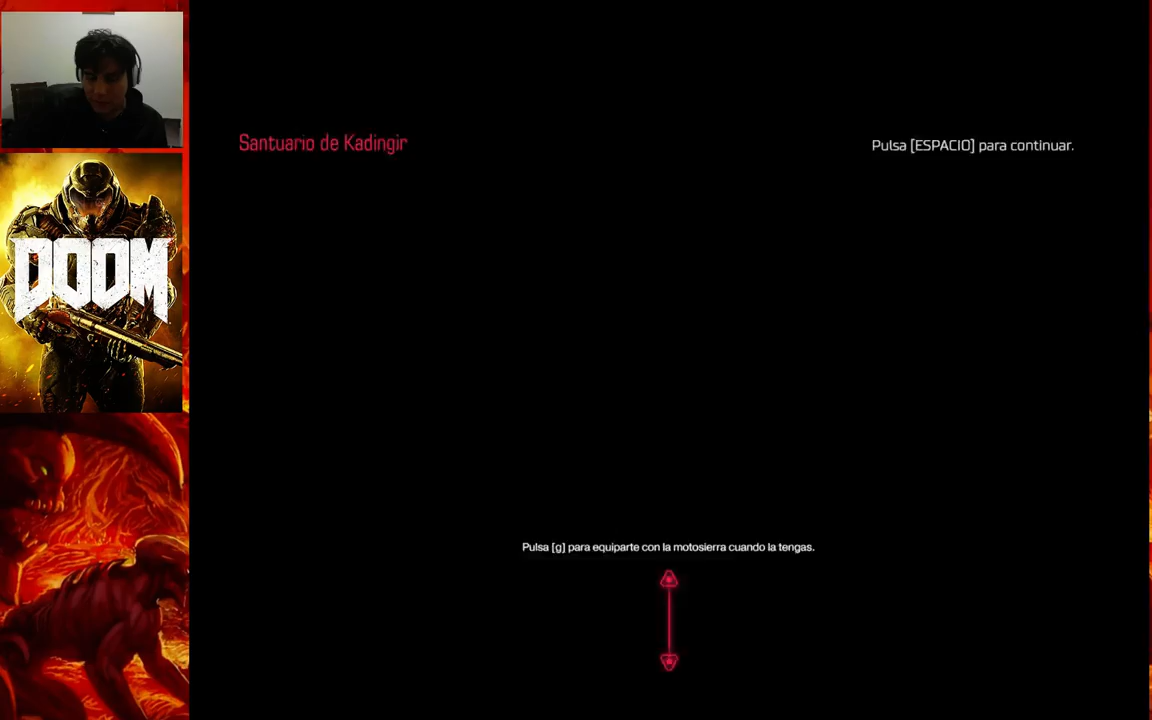 Santuario de Kadingir
Pulsa [ESPACIO] para continuar.
DOOM
Pulsa [g] para equiparte con la motosierra cuando la tengas.